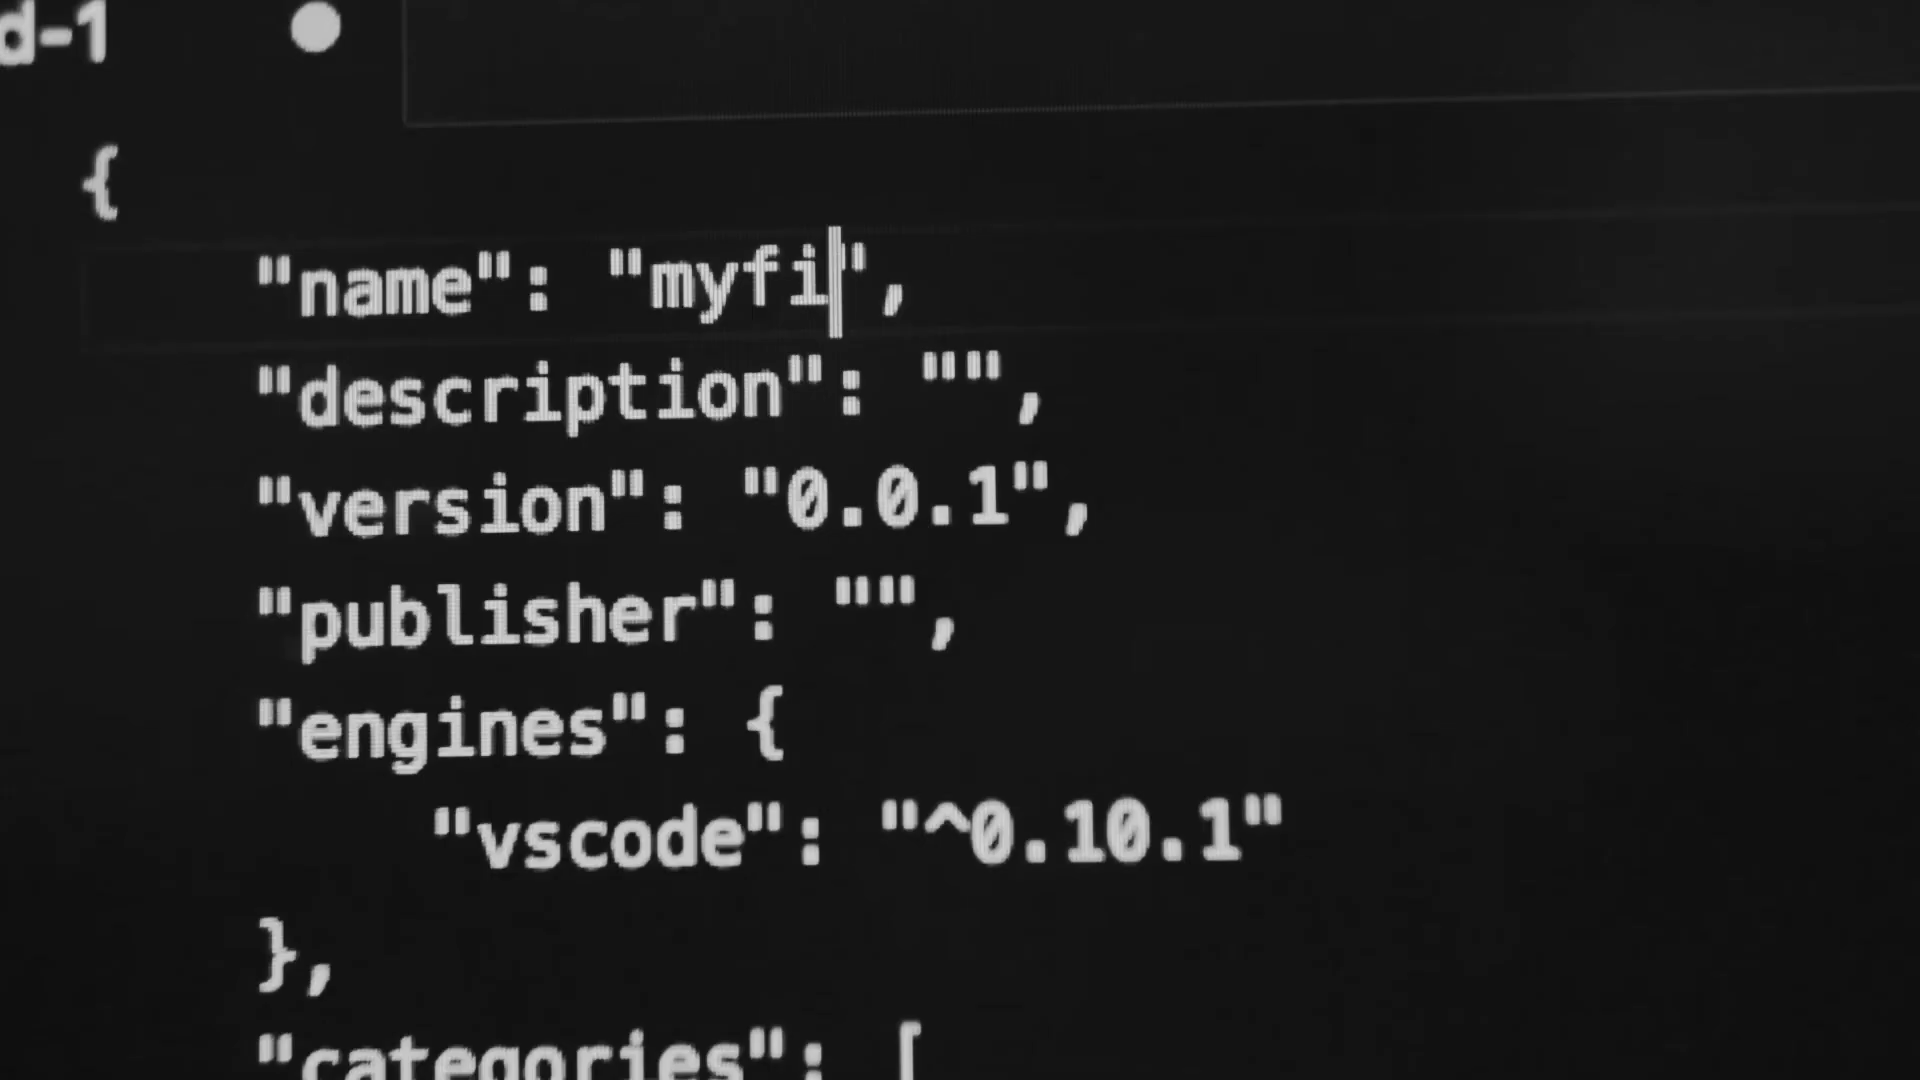 d-1
{
"name": "myfi",
"description": "",
"version": "0.0.1",
"publisher": "",
"engines": {
"vscode": "^0.10.1"
},
"categories": [